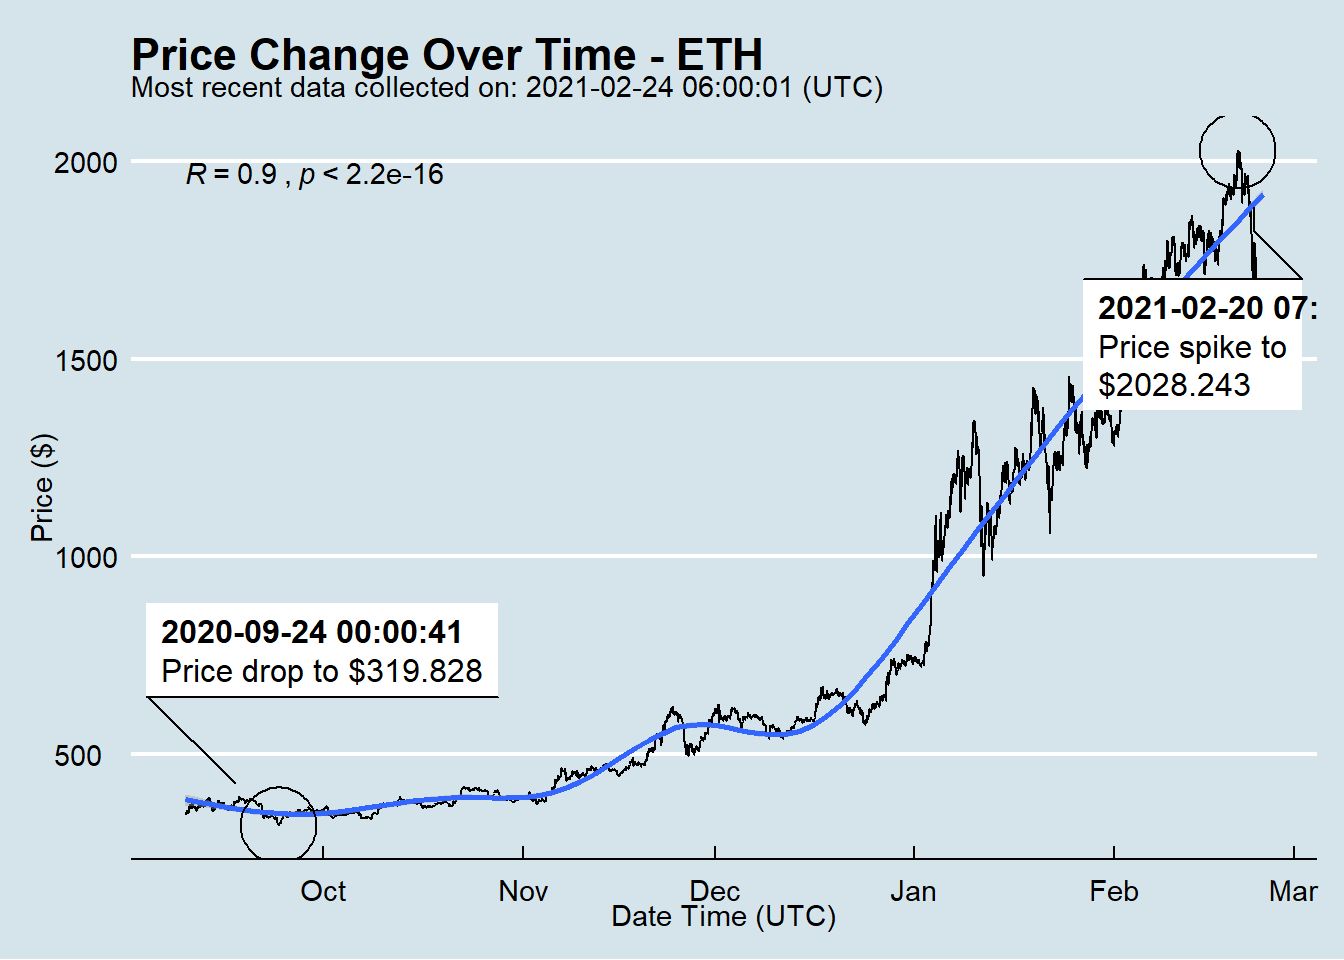 Price Change Over Time - ETH
Most recent data collected on: 2021-02-24 06:00:01 (UTC)
R = 0.9 , p < 2.2e-16
2000
1500
1000
500
Price ($)
2021-02-20 07:
Price spike to
$2028.243
2020-09-24 00:00:41
Price drop to $319.828
Oct Nov Dec Jan Feb Mar
Date Time (UTC)